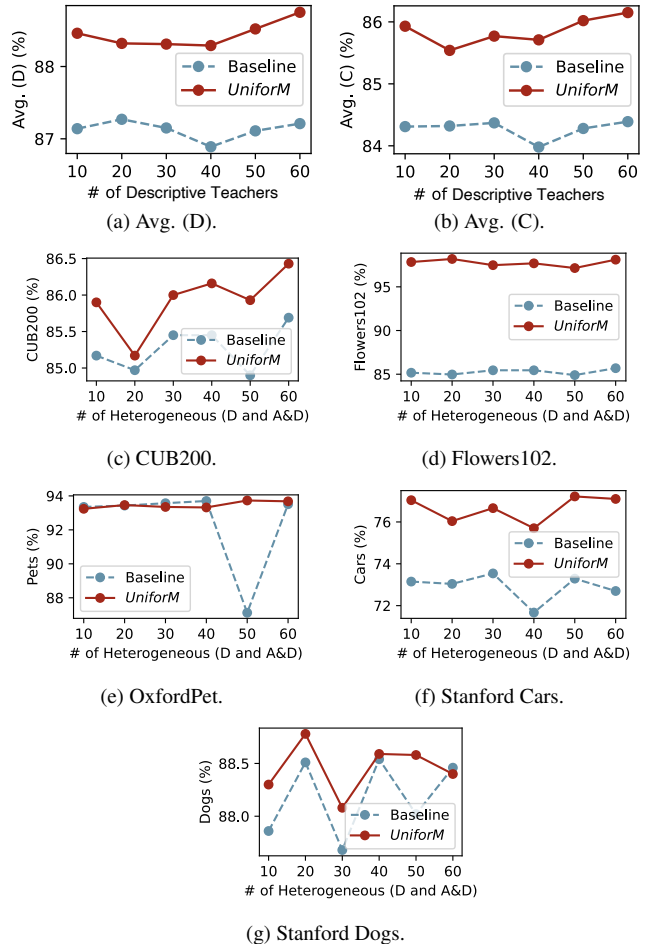 Avg. (D) (%)
88
87
Baseline
UniforM
10 20 30 40 50 60
# of Descriptive Teachers
(a) Avg. (D).
Avg. (C) (%)
86
85
84
Baseline
UniforM
10 20 30 40 50 60
# of Descriptive Teachers
(b) Avg. (C).
CUB200 (%)
86.5
86.0
85.5
85.0
Baseline
UniforM
10 20 30 40 50 60
# of Heterogeneous (D and A&D)
(c) CUB200.
Flowers102 (%)
95
90
85
Baseline
UniforM
10 20 30 40 50 60
# of Heterogeneous (D and A&D)
(d) Flowers102.
Pets (%)
94
93
91
90
88
Baseline
UniforM
10 20 30 40 50 60
# of Heterogeneous (D and A&D)
(e) OxfordPet.
Cars (%)
76
74
72
Baseline
UniforM
10 20 30 40 50 60
# of Heterogeneous (D and A&D)
(f) Stanford Cars.
Dogs (%)
88.5
88.0
Baseline
UniforM
10 20 30 40 50 60
# of Heterogeneous (D and A&D)
(g) Stanford Dogs.